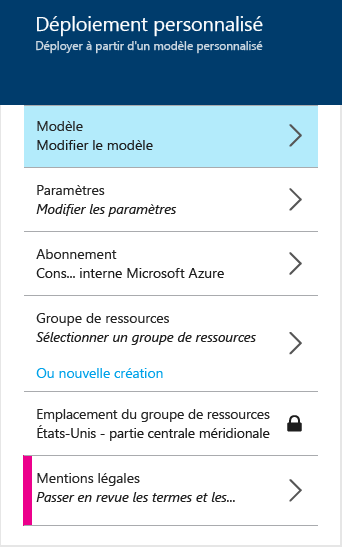 Déploiement personnalisé
Déployer à partir d'un modèle personnalisé
Modèle
Modifier le modèle
Paramètres
Modifier les paramètres
Abonnement
Cons... interne Microsoft Azure
Groupe de ressources
Sélectionner un groupe de ressources
Ou nouvelle création
Emplacement du groupe de ressources
États-Unis - partie centrale méridionale
Mentions légales
Passer en revue les termes et les...